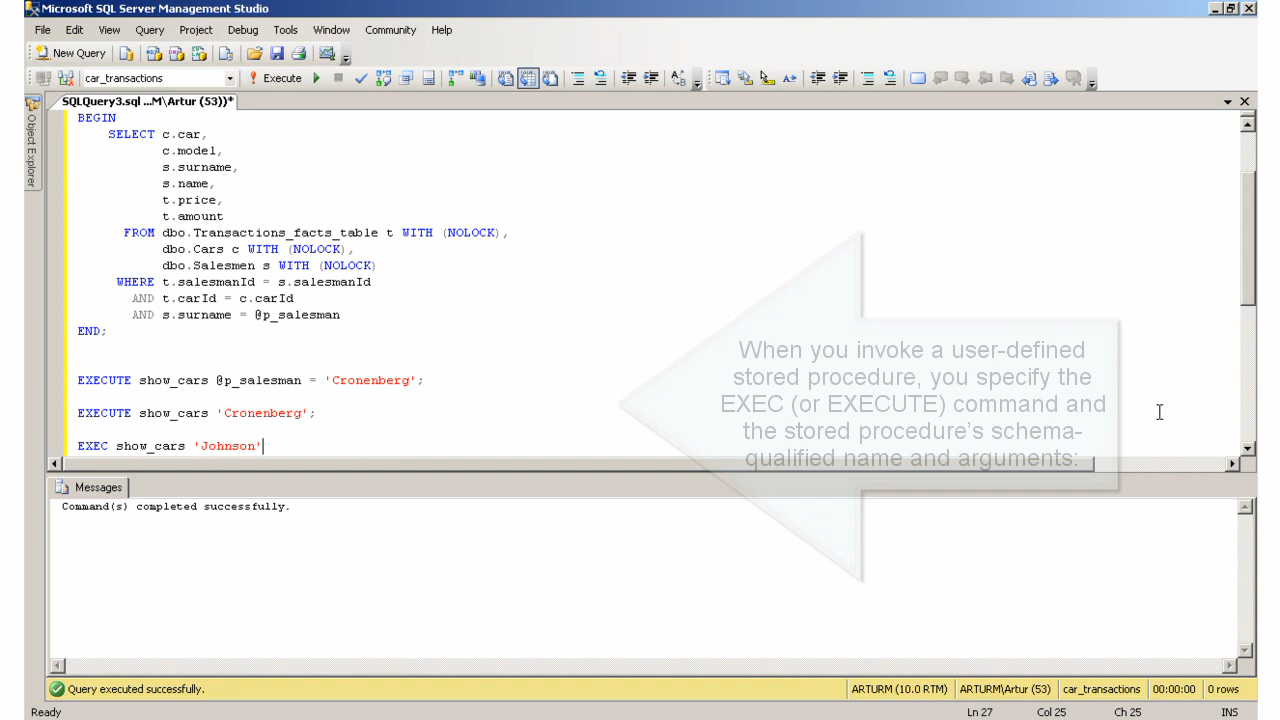 Microsoft SQL Server Management Studio
File Edit View Query Project Debug Tools Window Community Help
New Query
car_transactions Execute
SQLQuery3.sql ...M\Artur (53))*
Object Explorer
BEGIN
SELECT c.car,
c.model,
s.surname,
s.name,
t.price,
t.amount
FROM dbo.Transactions_facts_table t WITH (NOLOCK),
dbo.Cars c WITH (NOLOCK),
dbo.Salesmen s WITH (NOLOCK)
WHERE t.salesmanId = s.salesmanId
AND t.carId = c.carId
AND s.surname = @p_salesman
END;
EXECUTE show_cars @p_salesman = 'Cronenberg';
EXECUTE show_cars 'Cronenberg';
EXEC show_cars 'Johnson'
When you invoke a user-defined
stored procedure, you specify the
EXEC (or EXECUTE) command and
the stored procedure's schema-
qualified name and arguments:
Messages
Command(s) completed successfully.
Query executed successfully. ARTURM (10.0 RTM) ARTURM\Artur (53) car_transactions 00:00:00 0 rows
Ready Ln 27 Col 25 Ch 25 INS